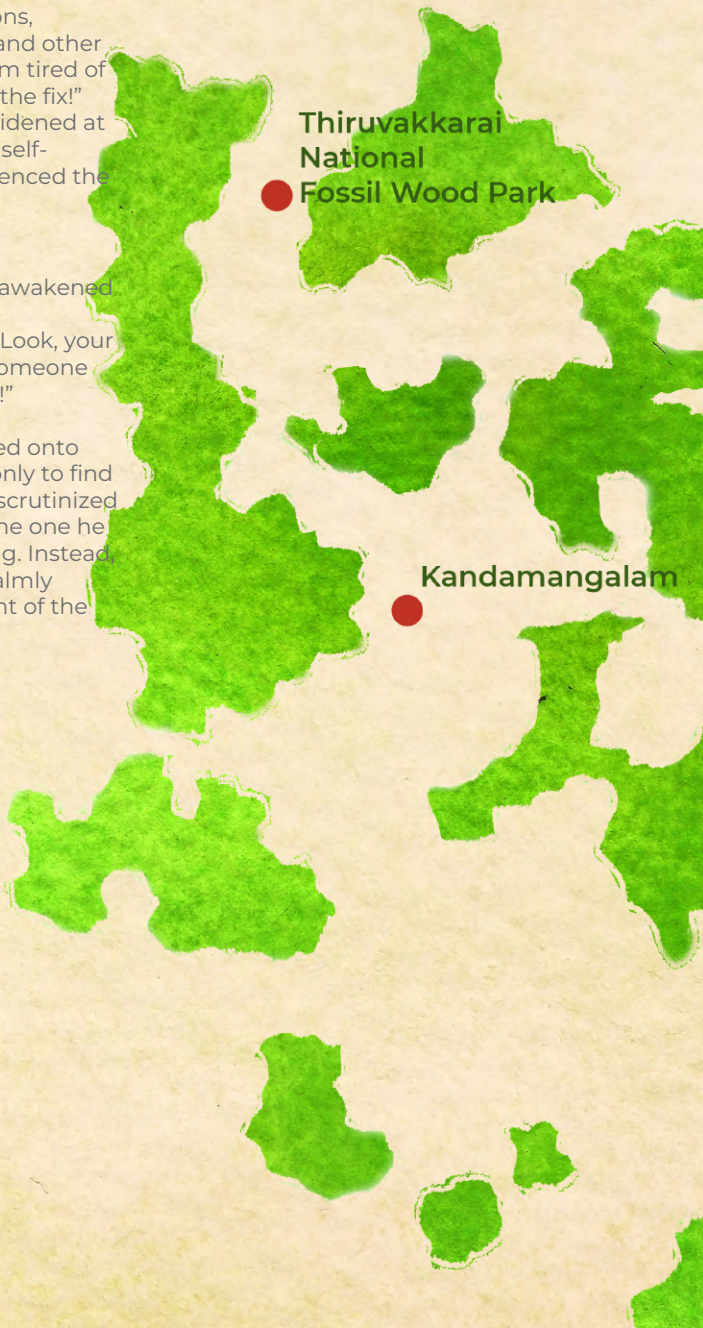 ons,
and other
m tired of
the fix!”
idened at
self-
enced the
awakened
Look, your
omeone
!”
ed onto
only to find
scrutinized
ne one he
g. Instead,
almly
nt of the
Thiruvakkarai
National
Fossil Wood Park
Kandamangalam